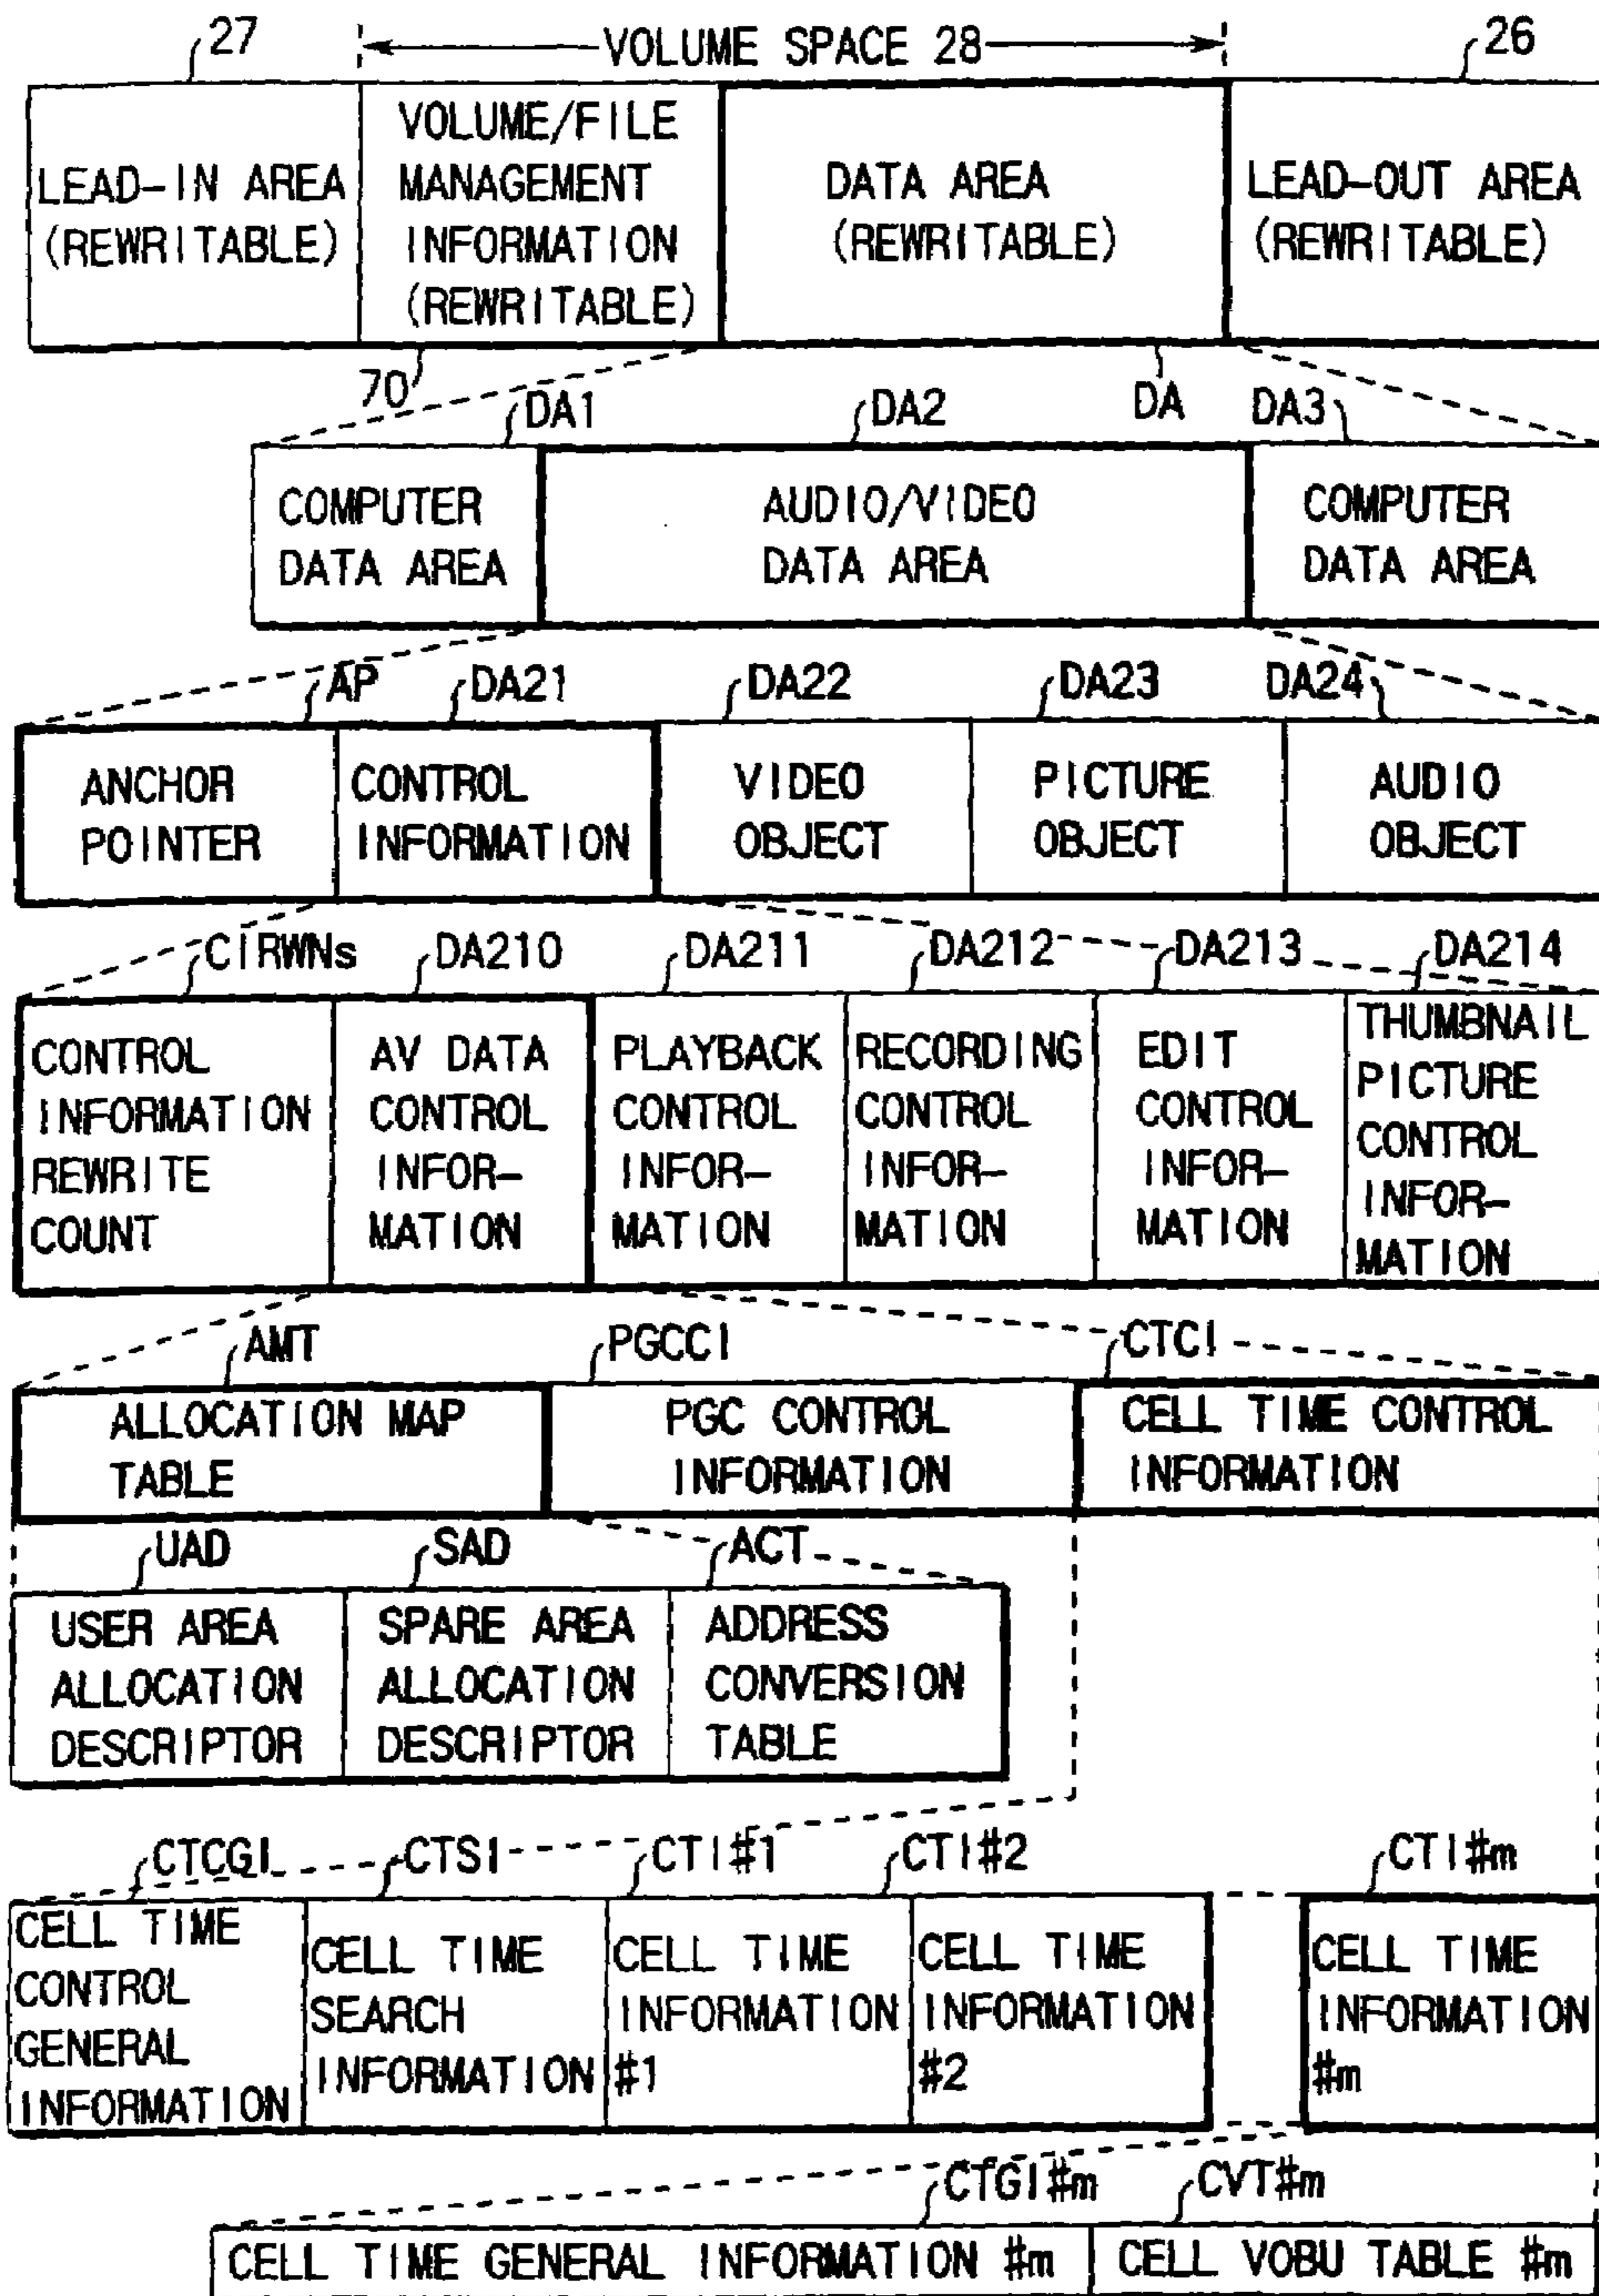 27
VOLUME SPACE 28
26
LEAD-IN AREA
(REWRITABLE)
VOLUME/FILE
MANAGEMENT
INFORMATION
(REWRITABLE)
DATA AREA
(REWRITABLE)
LEAD-OUT AREA
(REWRITABLE)
70
DA
DA1
DA2
DA3
COMPUTER
DATA AREA
AUDIO/VIDEO
DATA AREA
COMPUTER
DATA AREA
AP
DA21
DA22
DA23
DA24
ANCHOR
POINTER
CONTROL
INFORMATION
VIDEO
OBJECT
PICTURE
OBJECT
AUDIO
OBJECT
CIRWNs
DA210
DA211
DA212
DA213
DA214
CONTROL
INFORMATION
REWRITE
COUNT
AV DATA
CONTROL
INFOR-
MATION
PLAYBACK
CONTROL
INFOR-
MATION
RECORDING
CONTROL
INFOR-
MATION
EDIT
CONTROL
INFOR-
MATION
THUMBNAIL
PICTURE
CONTROL
INFOR-
MATION
AMT
PGCCI
CTCI
ALLOCATION MAP
TABLE
PGC CONTROL
INFORMATION
CELL TIME CONTROL
INFORMATION
UAD
SAD
ACT
USER AREA
ALLOCATION
DESCRIPTOR
SPARE AREA
ALLOCATION
DESCRIPTOR
ADDRESS
CONVERSION
TABLE
CTCGI
CTSI
CTI#1
CTI#2
CTI#m
CELL TIME
CONTROL
GENERAL
INFORMATION
CELL TIME
SEARCH
INFORMATION
CELL TIME
INFORMATION
#1
CELL TIME
INFORMATION
#2
CELL TIME
INFORMATION
#m
CTGI#m
CVT#m
CELL TIME GENERAL INFORMATION #m
CELL VOBU TABLE #m